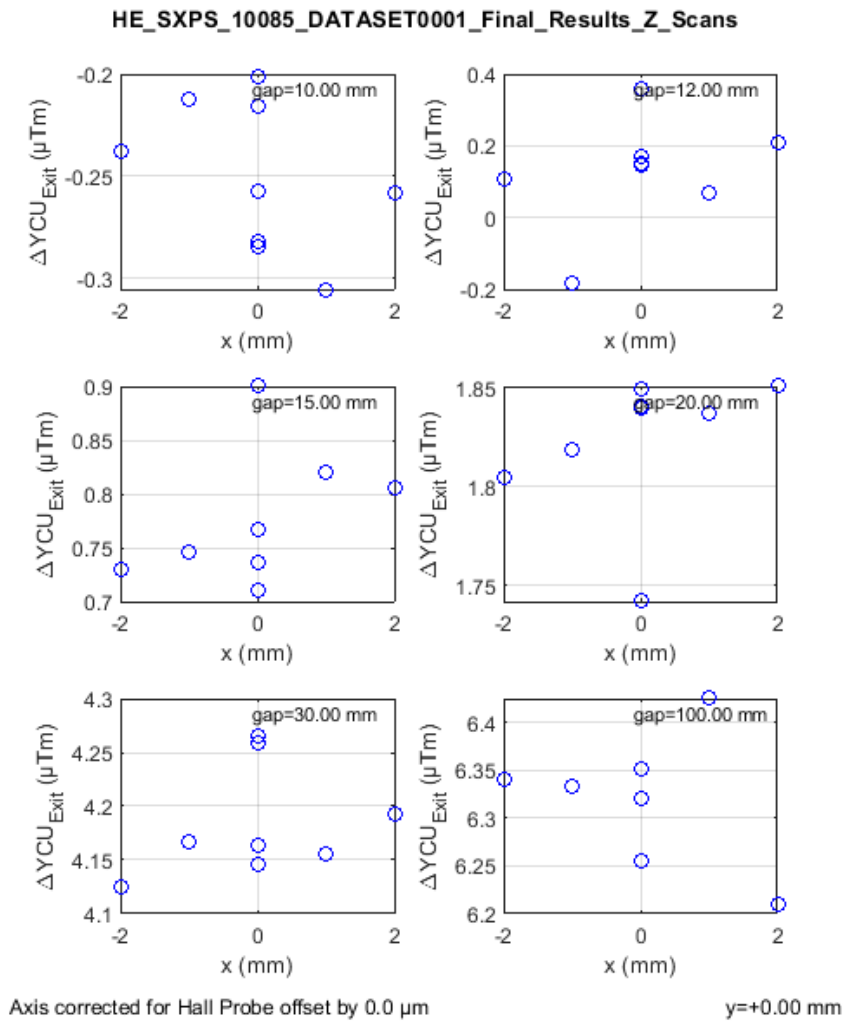 HE_SXPS_10085_DATASET0001_Final_Results_Z_Scans
ΔYCU_Exit (μTm)
-0.2
-0.25
-0.3
gap=10.00 mm
-2 0 2
x (mm)
ΔYCU_Exit (μTm)
0.4
0.2
0
-0.2
gap=12.00 mm
-2 0 2
x (mm)
ΔYCU_Exit (μTm)
0.9
0.85
0.8
0.75
0.7
gap=15.00 mm
-2 0 2
x (mm)
ΔYCU_Exit (μTm)
1.85
1.8
1.75
gap=20.00 mm
-2 0 2
x (mm)
ΔYCU_Exit (μTm)
4.3
4.25
4.2
4.15
4.1
gap=30.00 mm
-2 0 2
x (mm)
ΔYCU_Exit (μTm)
6.4
6.35
6.3
6.25
6.2
gap=100.00 mm
-2 0 2
x (mm)
Axis corrected for Hall Probe offset by 0.0 μm
y=+0.00 mm